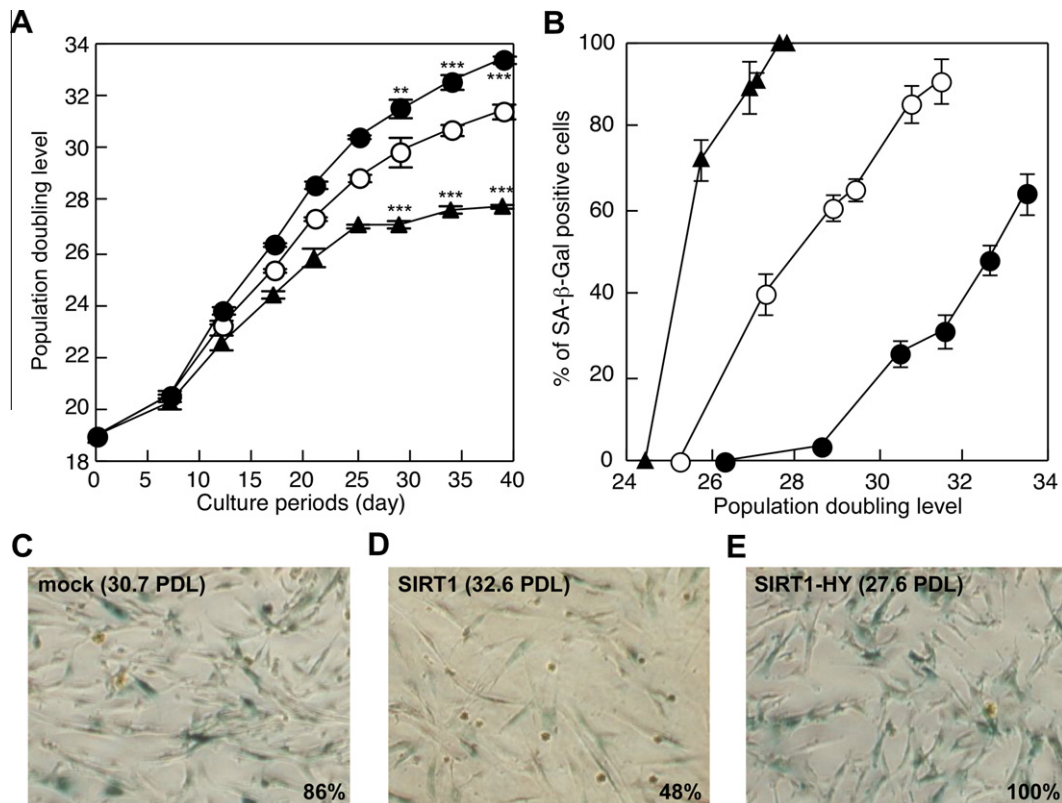 A
Population doubling level
34
32
30
28
26
24
22
20
18
** *** ***
*** *** ***
0 5 10 15 20 25 30 35 40
Culture periods (day)
B
% of SA-β-Gal positive cells
100
80
60
40
20
0
24 26 28 30 32 34
Population doubling level
C
mock (30.7 PDL)
86%
D
SIRT1 (32.6 PDL)
48%
E
SIRT1-HY (27.6 PDL)
100%